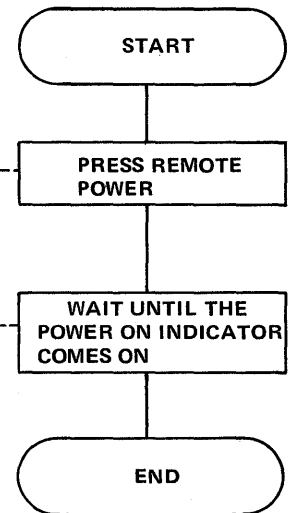 START
PRESS REMOTE
POWER
WAIT UNTIL THE
POWER ON INDICATOR
COMES ON
END